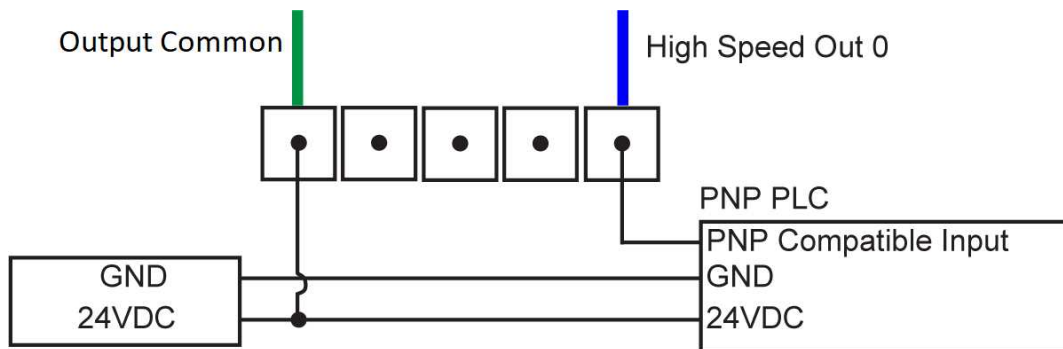 Output Common
High Speed Out 0
PNP PLC
PNP Compatible Input
GND
24VDC
GND
24VDC